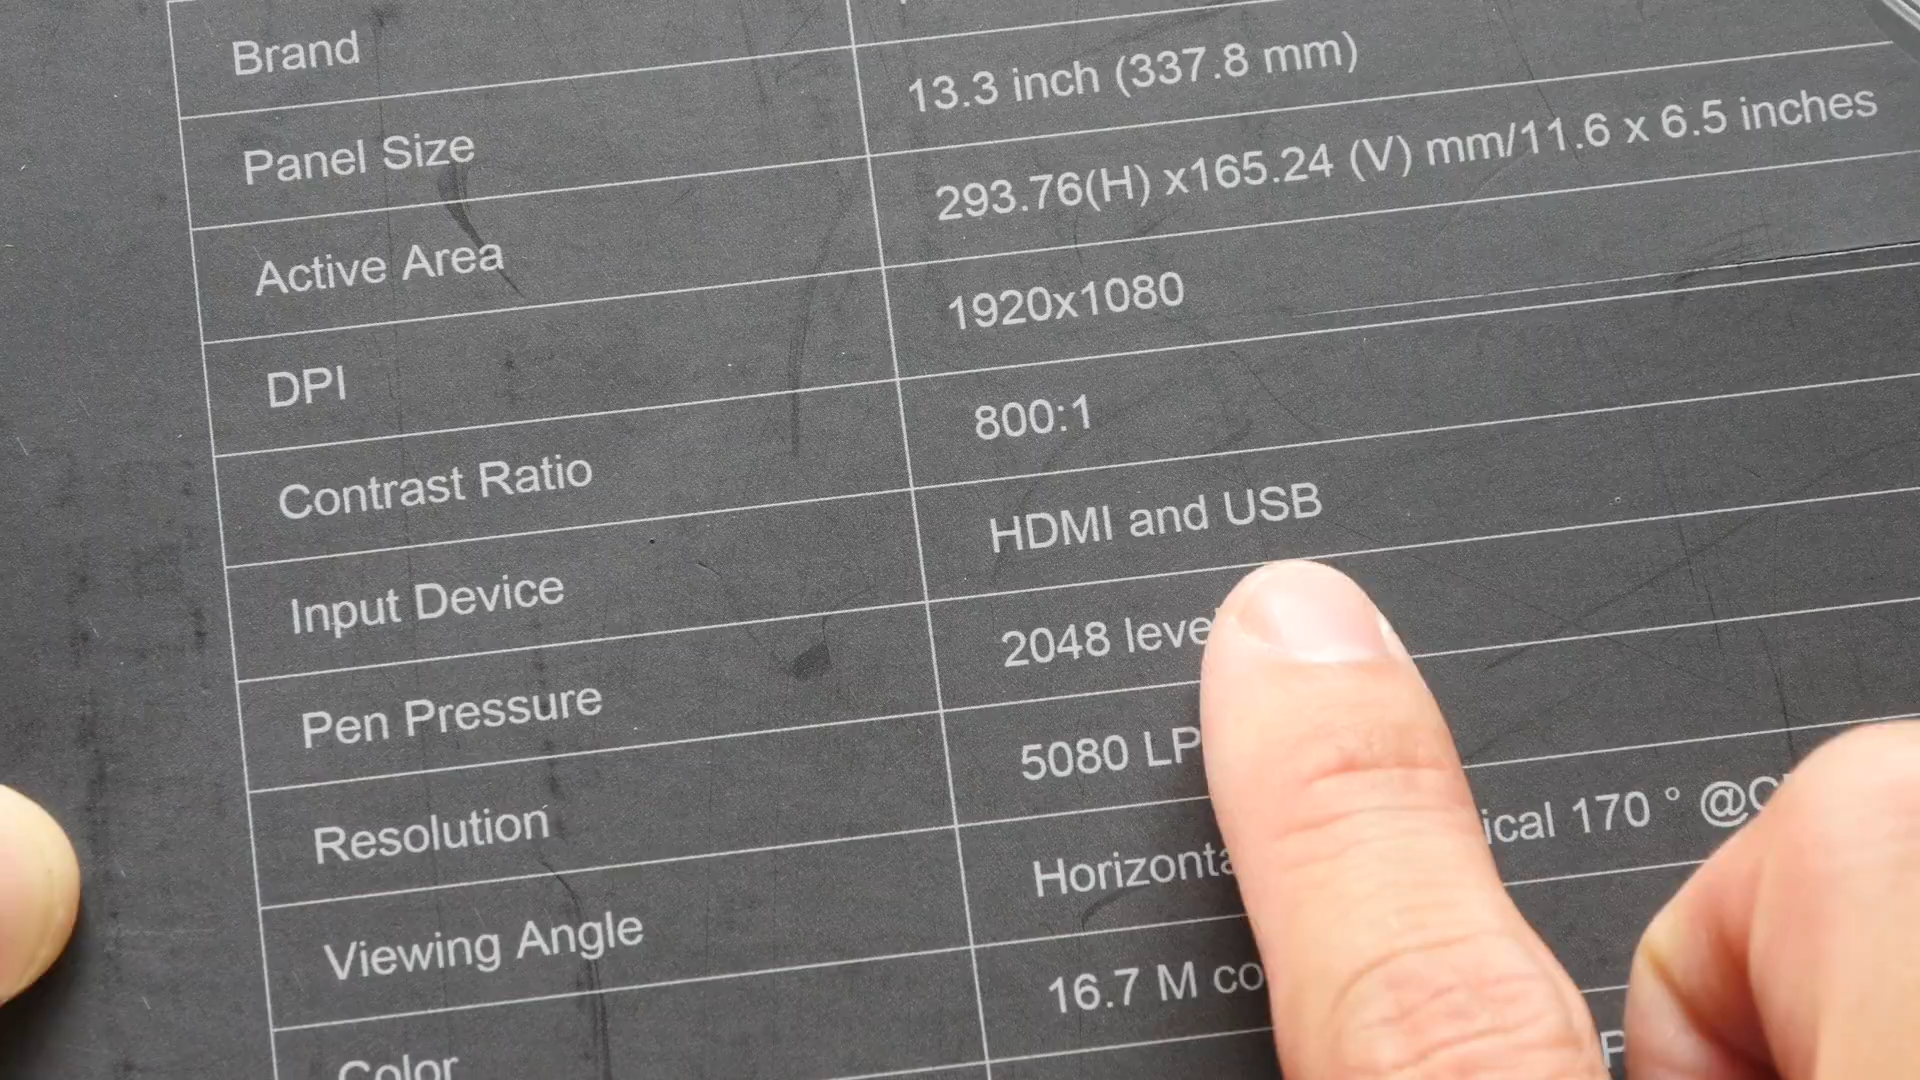 Brand
Panel Size 13.3 inch (337.8 mm)
Active Area 293.76(H) x165.24 (V) mm/11.6 x 6.5 inches
DPI 1920x1080
Contrast Ratio 800:1
Input Device HDMI and USB
Pen Pressure 2048
Resolution 5080
Viewing Angle 170 °
Color 16.7 M